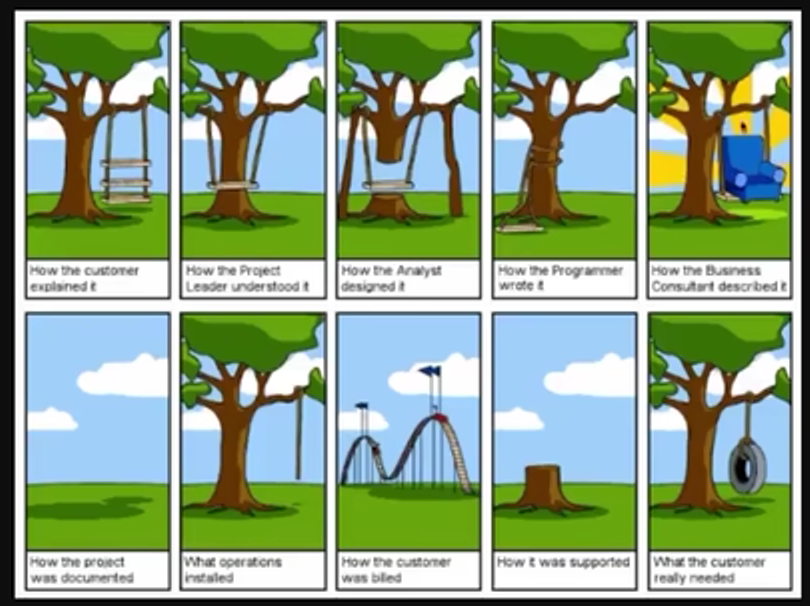 How the customer
explained it
How the Project
Leader understood it
How the Analyst
designed it
How the Programmer
wrote it
How the Business
Consultant described it
How the project
was documented
What operations
installed
How the customer
was billed
How it was supported
What the customer
really needed